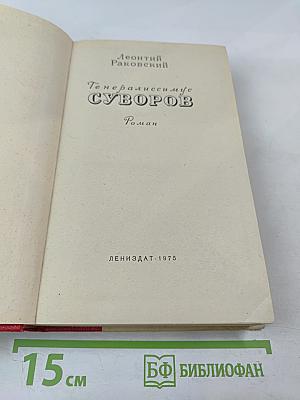 Леонтий
Раковский
Генералиссимус
СУВОРОВ
Роман
ЛЕНИЗДАТ·1975
15 см
БФ БИБЛИОФАН